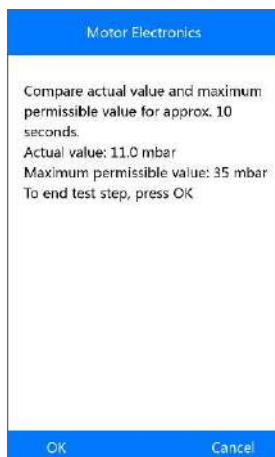 Motor Electronics
Compare actual value and maximum
permissible value for approx. 10
seconds.
Actual value: 11.0 mbar
Maximum permissible value: 35 mbar
To end test step, press OK
OK
Cancel